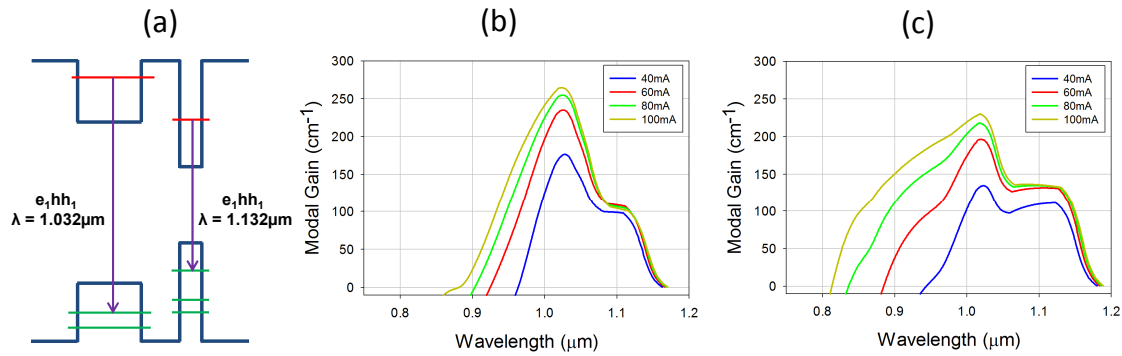 (a)
e₁hh₁
λ = 1.032μm
e₁hh₁
λ = 1.132μm
(b)
Modal Gain (cm⁻¹)
300
250
200
150
100
50
0
0.8 0.9 1.0 1.1 1.2
Wavelength (μm)
40mA
60mA
80mA
100mA
(c)
Modal Gain (cm⁻¹)
300
250
200
150
100
50
0
0.8 0.9 1.0 1.1 1.2
Wavelength (μm)
40mA
60mA
80mA
100mA